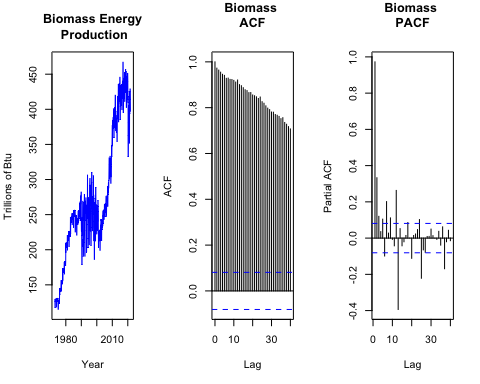 Biomass Energy
Production
Trillions of Btu
450
400
350
300
250
200
150
1980
2010
Year
Biomass
ACF
ACF
1.0
0.8
0.6
0.4
0.2
0.0
0
10
30
Lag
Biomass
PACF
Partial ACF
1.0
0.8
0.6
0.4
0.2
0.0
-0.2
-0.4
0
10
30
Lag